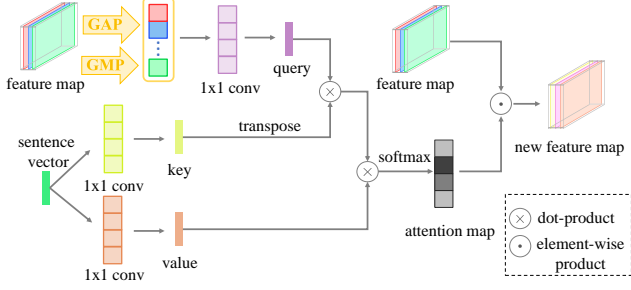 GAP
GMP
feature map
1x1 conv
query
feature map
new feature map
sentence
vector
1x1 conv
key
transpose
softmax
attention map
1x1 conv
value
dot-product
element-wise
product